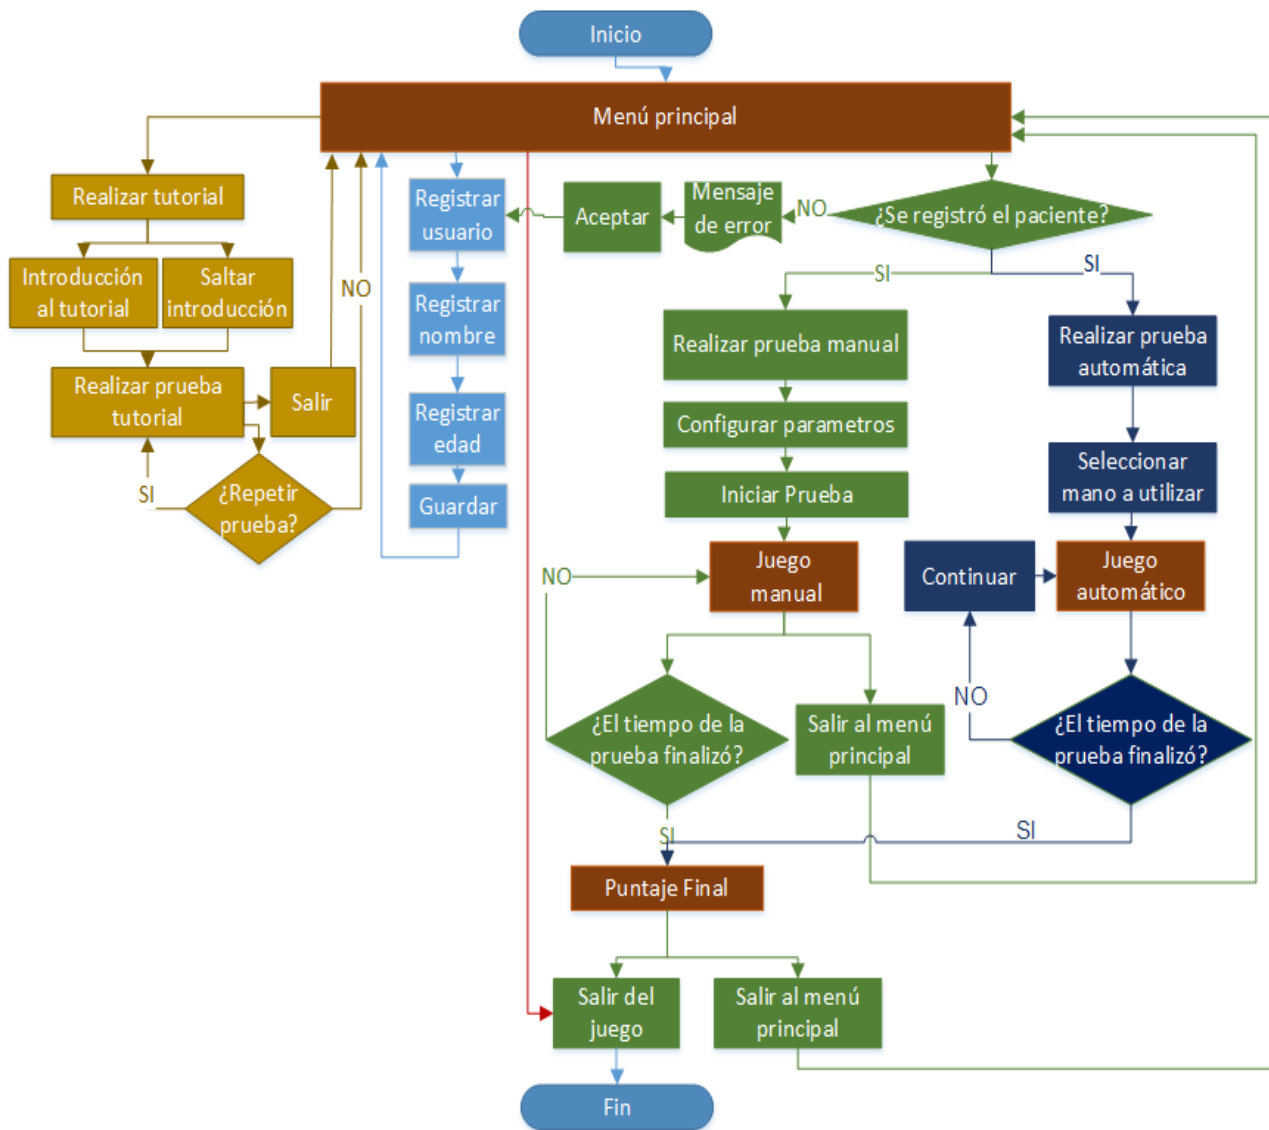 Inicio
Menú principal
Realizar tutorial
Introducción
al tutorial
Saltar
introducción
NO
Realizar prueba
tutorial
Salir
SI
¿Repetir
prueba?
Registrar
usuario
Registrar
nombre
Registrar
edad
Guardar
Aceptar
Mensaje
de error
NO
¿Se registró el paciente?
SI
SI
Realizar prueba manual
Configurar parametros
Iniciar Prueba
Juego
manual
NO
¿El tiempo de la
prueba finalizó?
Salir al menú
principal
SI
Realizar prueba
automática
Seleccionar
mano a utilizar
Continuar
Juego
automático
NO
¿El tiempo de la
prueba finalizó?
SI
Puntaje Final
Salir del
juego
Salir al menú
principal
Fin